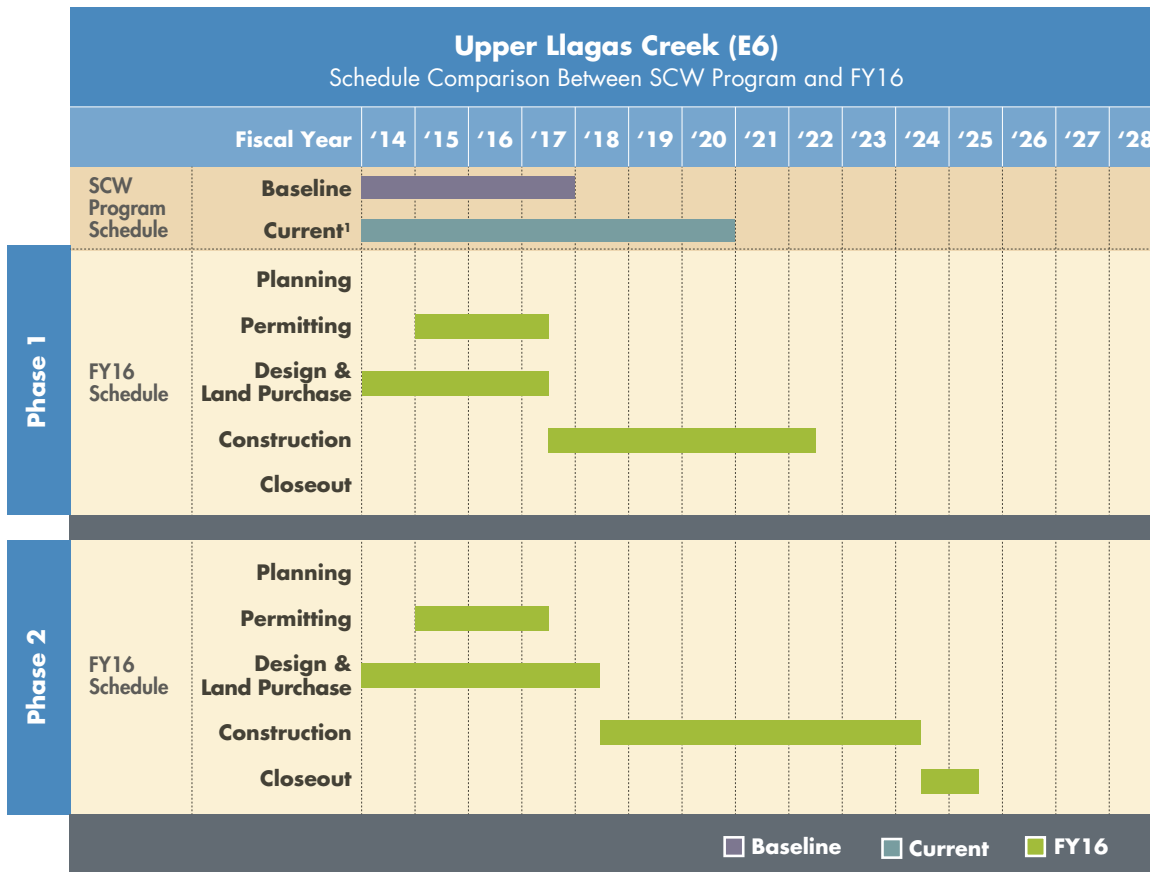 Upper Llagas Creek (E6)
Schedule Comparison Between SCW Program and FY16
Fiscal Year ‘14 ‘15 ‘16 ‘17 ‘18 ‘19 ‘20 ‘21 ‘22 ‘23 ‘24 ‘25 ‘26 ‘27 ‘28
SCW
Program
Schedule
Baseline
Current¹
Phase 1
FY16
Schedule
Planning
Permitting
Design &
Land Purchase
Construction
Closeout
Phase 2
FY16
Schedule
Planning
Permitting
Design &
Land Purchase
Construction
Closeout
Baseline Current FY16